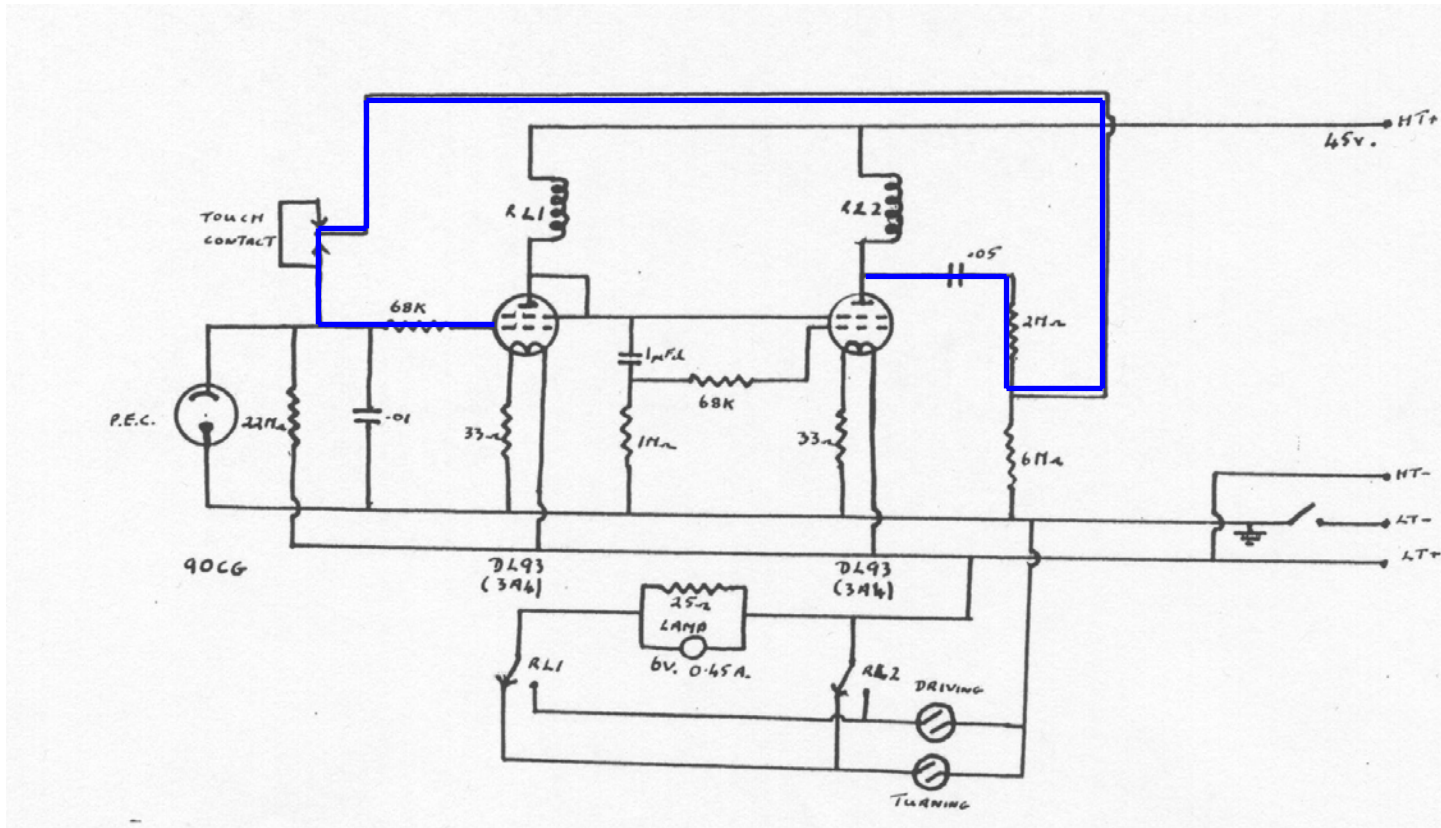 HT+
45v.
RL1
RL2
TOUCH
CONTACT
.05
68K
2MΩ
1μFd
68K
P.E.C.
22MΩ
.01
33Ω
1MΩ
33Ω
6MΩ
HT-
LT-
LT+
90CG
DL93
(3A4)
DL93
(3A4)
25Ω
LAMP
6V. 0.45A.
RL1
RL2
DRIVING
TURNING